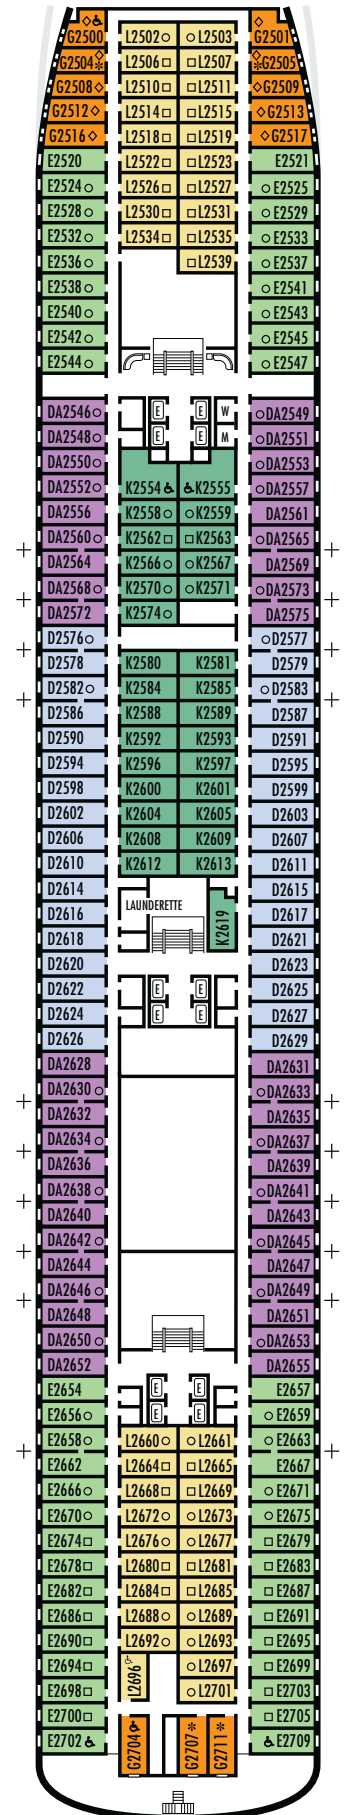 ◇♿ G2500 L2502○ ○L2503 ◇ G2501
G2504◇✻ L2506□ □L2507 ◇✻G2505
G2508◇ L2510□ □L2511 ◇G2509
G2512◇ L2514□ □L2515 ◇G2513
G2516◇ L2518□ □L2519 ◇G2517
E2520 L2522□ □L2523 E2521
E2524○ L2526□ □L2527 ○E2525
E2528○ L2530□ □L2531 ○E2529
E2532○ L2534□ □L2535 ○E2533
E2536○ □L2539 ○E2537
E2538○ ○E2541
E2540○ ○E2543
E2542○ ○E2545
E2544○ ○E2547
DA2546○ E E W ○DA2549
DA2548○ E E M ○DA2551
DA2550○ ○DA2553
DA2552○ K2554♿ ♿K2555 ○DA2557
DA2556 K2558○ ○K2559 DA2561
DA2560○ K2562□ □K2563 ○DA2565
DA2564 K2566○ ○K2567 DA2569
DA2568○ K2570○ ○K2571 ○DA2573
DA2572 K2574○ DA2575
D2576○ ○D2577
D2578 K2580 K2581 D2579
D2582○ K2584 K2585 ○D2583
D2586 K2588 K2589 D2587
D2590 K2592 K2593 D2591
D2594 K2596 K2597 D2595
D2598 K2600 K2601 D2599
D2602 K2604 K2605 D2603
D2606 K2608 K2609 D2607
D2610 K2612 K2613 D2611
D2614 D2615
D2616 LAUNDERETTE K2619 D2617
D2618 D2621
D2620 D2623
D2622 E E D2625
D2624 E E D2627
D2626 D2629
DA2628 DA2631
DA2630○ ○DA2633
DA2632 DA2635
DA2634○ ○DA2637
DA2636 DA2639
DA2638○ ○DA2641
DA2640 DA2643
DA2642○ ○DA2645
DA2644 DA2647
DA2646○ ○DA2649
DA2648 DA2651
DA2650○ ○DA2653
DA2652 DA2655
E2654 E E E2657
E2656○ E E ○E2659
E2658○ L2660○ ○L2661 ○E2663
E2662 L2664□ ○L2665 E2667
E2666○ L2668□ ○L2669 ○E2671
E2670○ L2672○ ○L2673 ○E2675
E2674□ L2676○ ○L2677 □E2679
E2678□ L2680□ ○L2681 □E2683
E2682□ L2684□ ○L2685 □E2687
E2686□ L2688○ ○L2689 □E2691
E2690□ L2692○ ○L2693 □E2695
E2694□ L2696♿ ○L2697 □E2699
E2698□ ○L2701 □E2703
E2700□ □E2705
E2702♿ G2704♿ G2707✻ G2711✻ ♿E2709